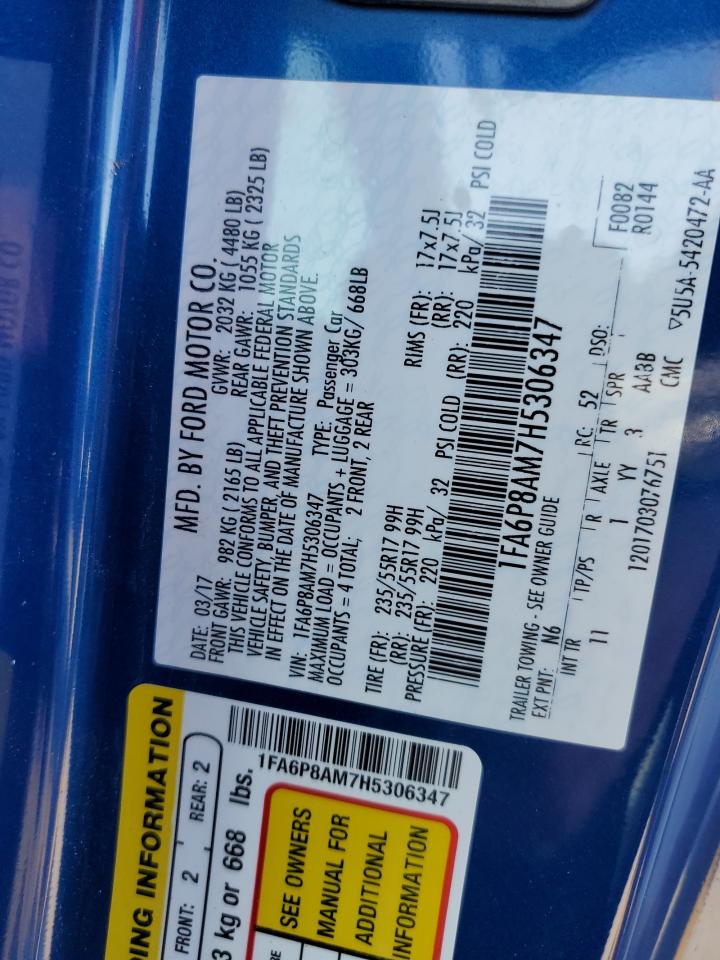 MFD. BY FORD MOTOR CO.
DATE: 03/17 GVWR: 2032 KG ( 4480 LB)
FRONT GAWR: 982 KG ( 2165 LB) REAR GAWR: 1055 KG ( 2325 LB)
THIS VEHICLE CONFORMS TO ALL APPLICABLE FEDERAL MOTOR
VEHICLE SAFETY, BUMPER, AND THEFT PREVENTION STANDARDS
IN EFFECT ON THE DATE OF MANUFACTURE SHOWN ABOVE.
VIN: 1FA6P8AM7H5306347 TYPE: Passenger Car
MAXIMUM LOAD = OCCUPANTS + LUGGAGE = 303KG/ 668LB
OCCUPANTS = 4 TOTAL; 2 FRONT, 2 REAR
TIRE (FR): 235/55R17 99H RIMS (FR): 17x7.5J
(RR): 235/55R17 99H (RR): 17x7.5J
PRESSURE (FR): 220 kPa/ 32 PSI COLD (RR): 220 kPa/ 32 PSI COLD
1FA6P8AM7H5306347
TRAILER TOWING - SEE OWNER GUIDE
EXT PNT: N6 RC: 52 DSO:
F0082
R0144
INT TR TP/PS R AXLE TR SPR
11 1 YY 3 AA3B
1201703076751 CMC ▽5U5A-5420472-AA
ING INFORMATION
FRONT: 2 REAR: 2
3 kg or 668 lbs.
1FA6P8AM7H5306347
SEE OWNERS
MANUAL FOR
ADDITIONAL
INFORMATION